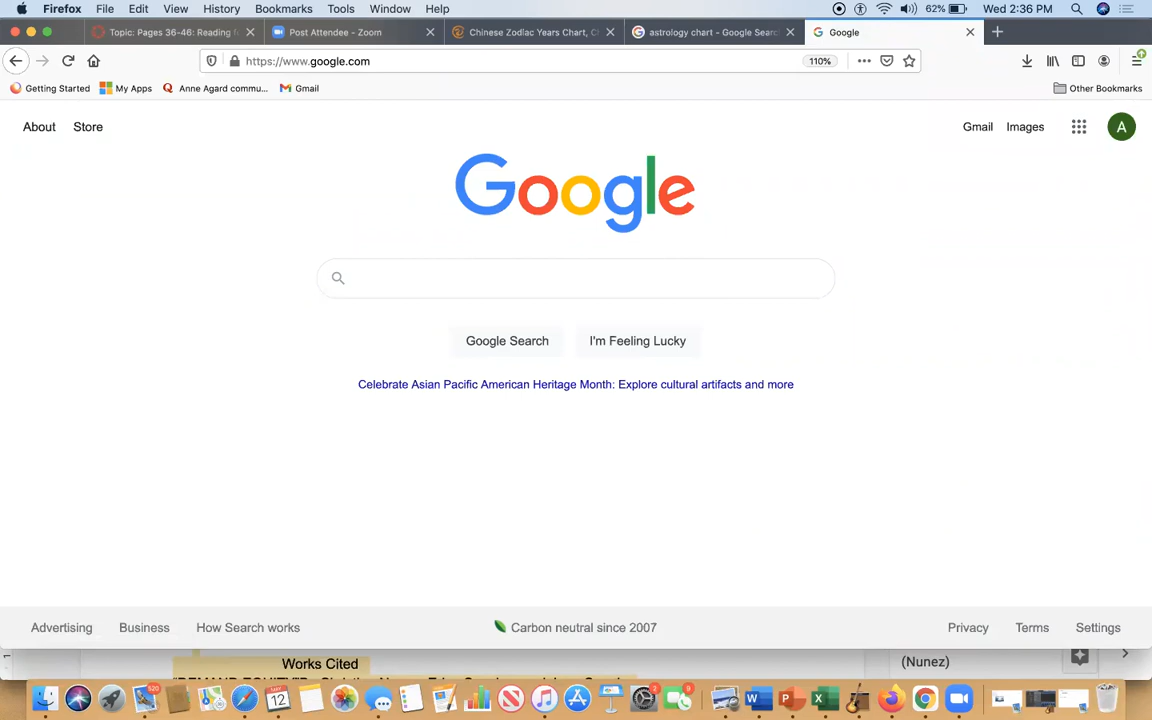 Firefox File Edit View History Bookmarks Tools Window Help 62% Wed 2:36 PM
Topic: Pages 36-46: Reading f Post Attendee - Zoom Chinese Zodiac Years Chart, C astrology chart - Google Searc Google
https://www.google.com 110%
Getting Started My Apps Anne Agard commu... Gmail Other Bookmarks
About Store Gmail Images A
Google
Google Search I'm Feeling Lucky
Celebrate Asian Pacific American Heritage Month: Explore cultural artifacts and more
Advertising Business How Search works Carbon neutral since 2007 Privacy Terms Settings
Works Cited (Nunez)